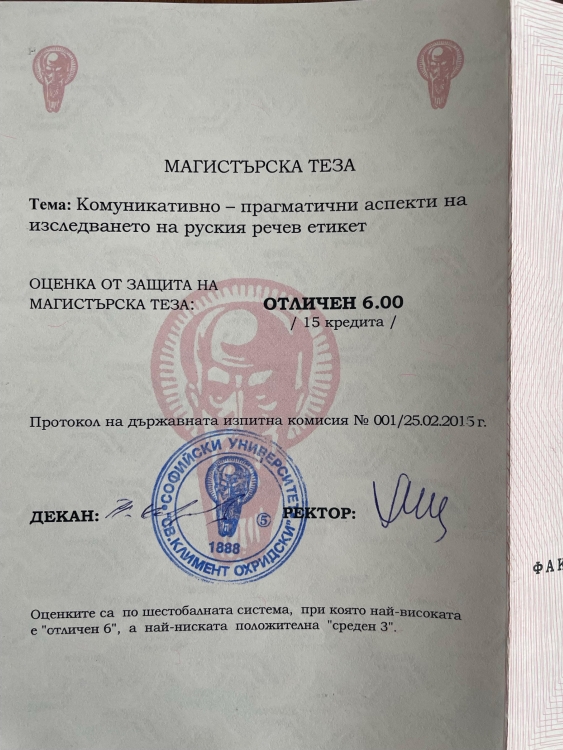 МАГИСТЪРСКА ТЕЗА
Тема: Комуникативно – прагматични аспекти на
изследването на руския речев етикет
ОЦЕНКА ОТ ЗАЩИТА НА
МАГИСТЪРСКА ТЕЗА: ОТЛИЧЕН 6.00
/ 15 кредита /
Протокол на държавната изпитна комисия № 001/25.02.2015 г.
СОФИЙСКИ УНИВЕРСИТЕТ
"СВ.КЛИМЕНТ ОХРИДСКИ"
1888
5
ДЕКАН: РЕКТОР:
ФАК
Оценките са по шестобалната система, при която най-високата
е "отличен 6", а най-ниската положителна "среден 3".